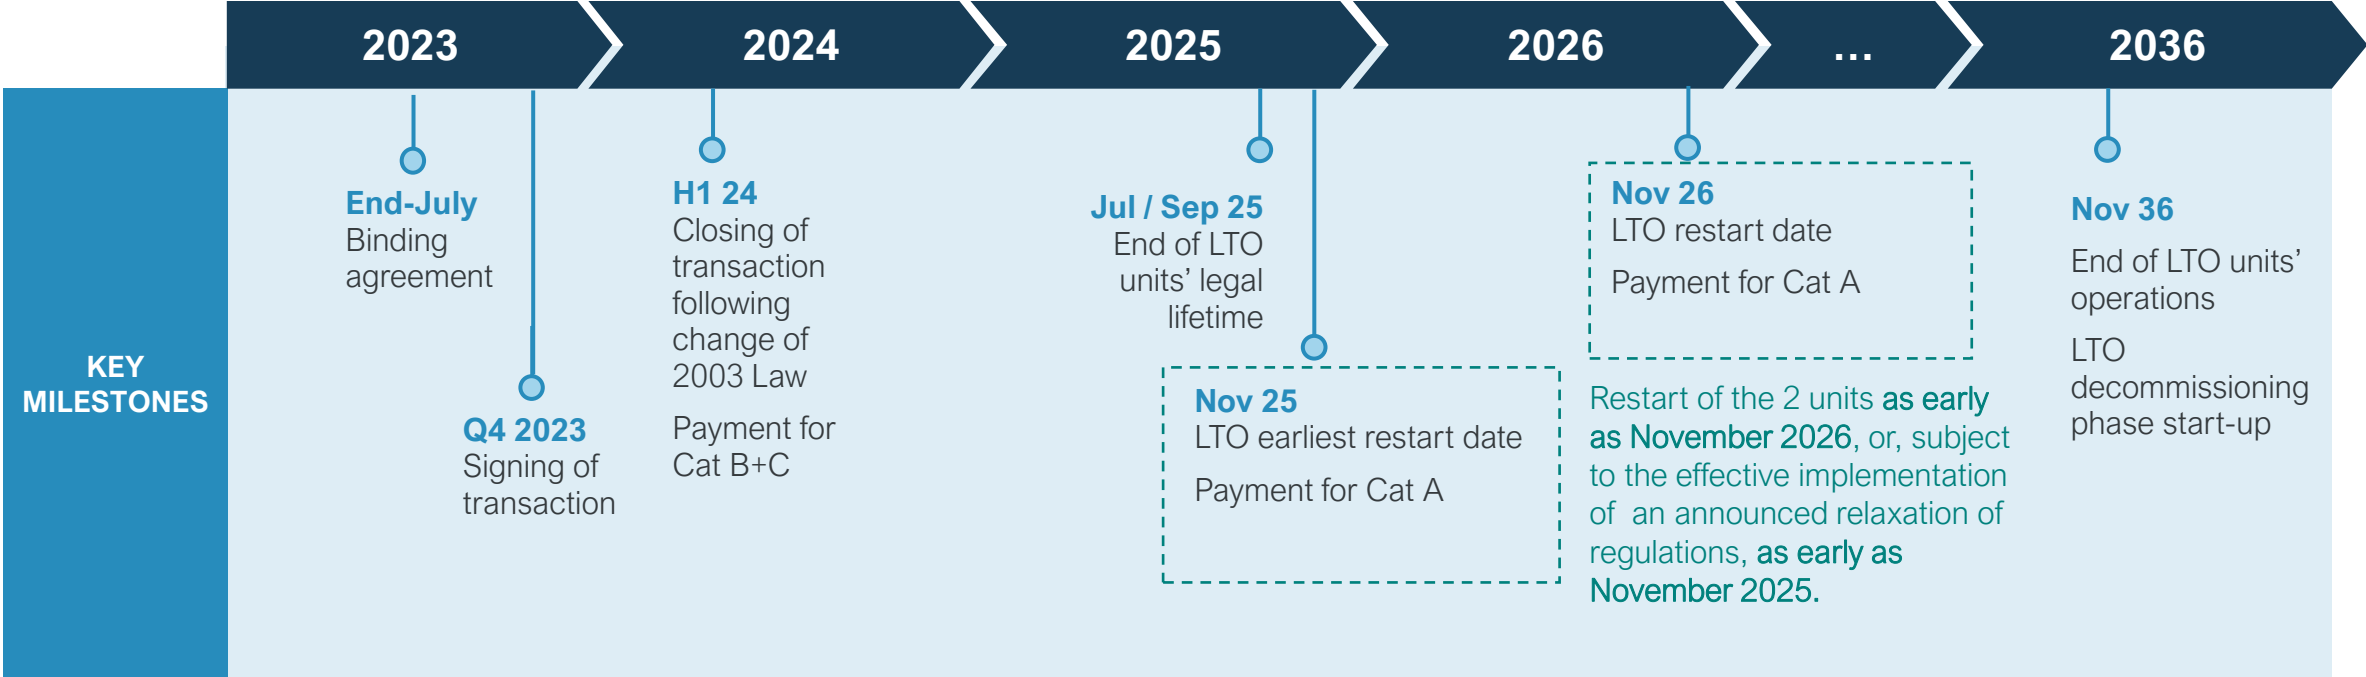 2023
2024
2025
2026
...
2036
KEY
MILESTONES
End-July
Binding
agreement
Q4 2023
Signing of
transaction
H1 24
Closing of
transaction
following
change of
2003 Law
Payment for
Cat B+C
Jul / Sep 25
End of LTO
units’ legal
lifetime
Nov 25
LTO earliest restart date
Payment for Cat A
Nov 26
LTO restart date
Payment for Cat A
Restart of the 2 units as early
as November 2026, or, subject
to the effective implementation
of an announced relaxation of
regulations, as early as
November 2025.
Nov 36
End of LTO units’
operations
LTO
decommissioning
phase start-up